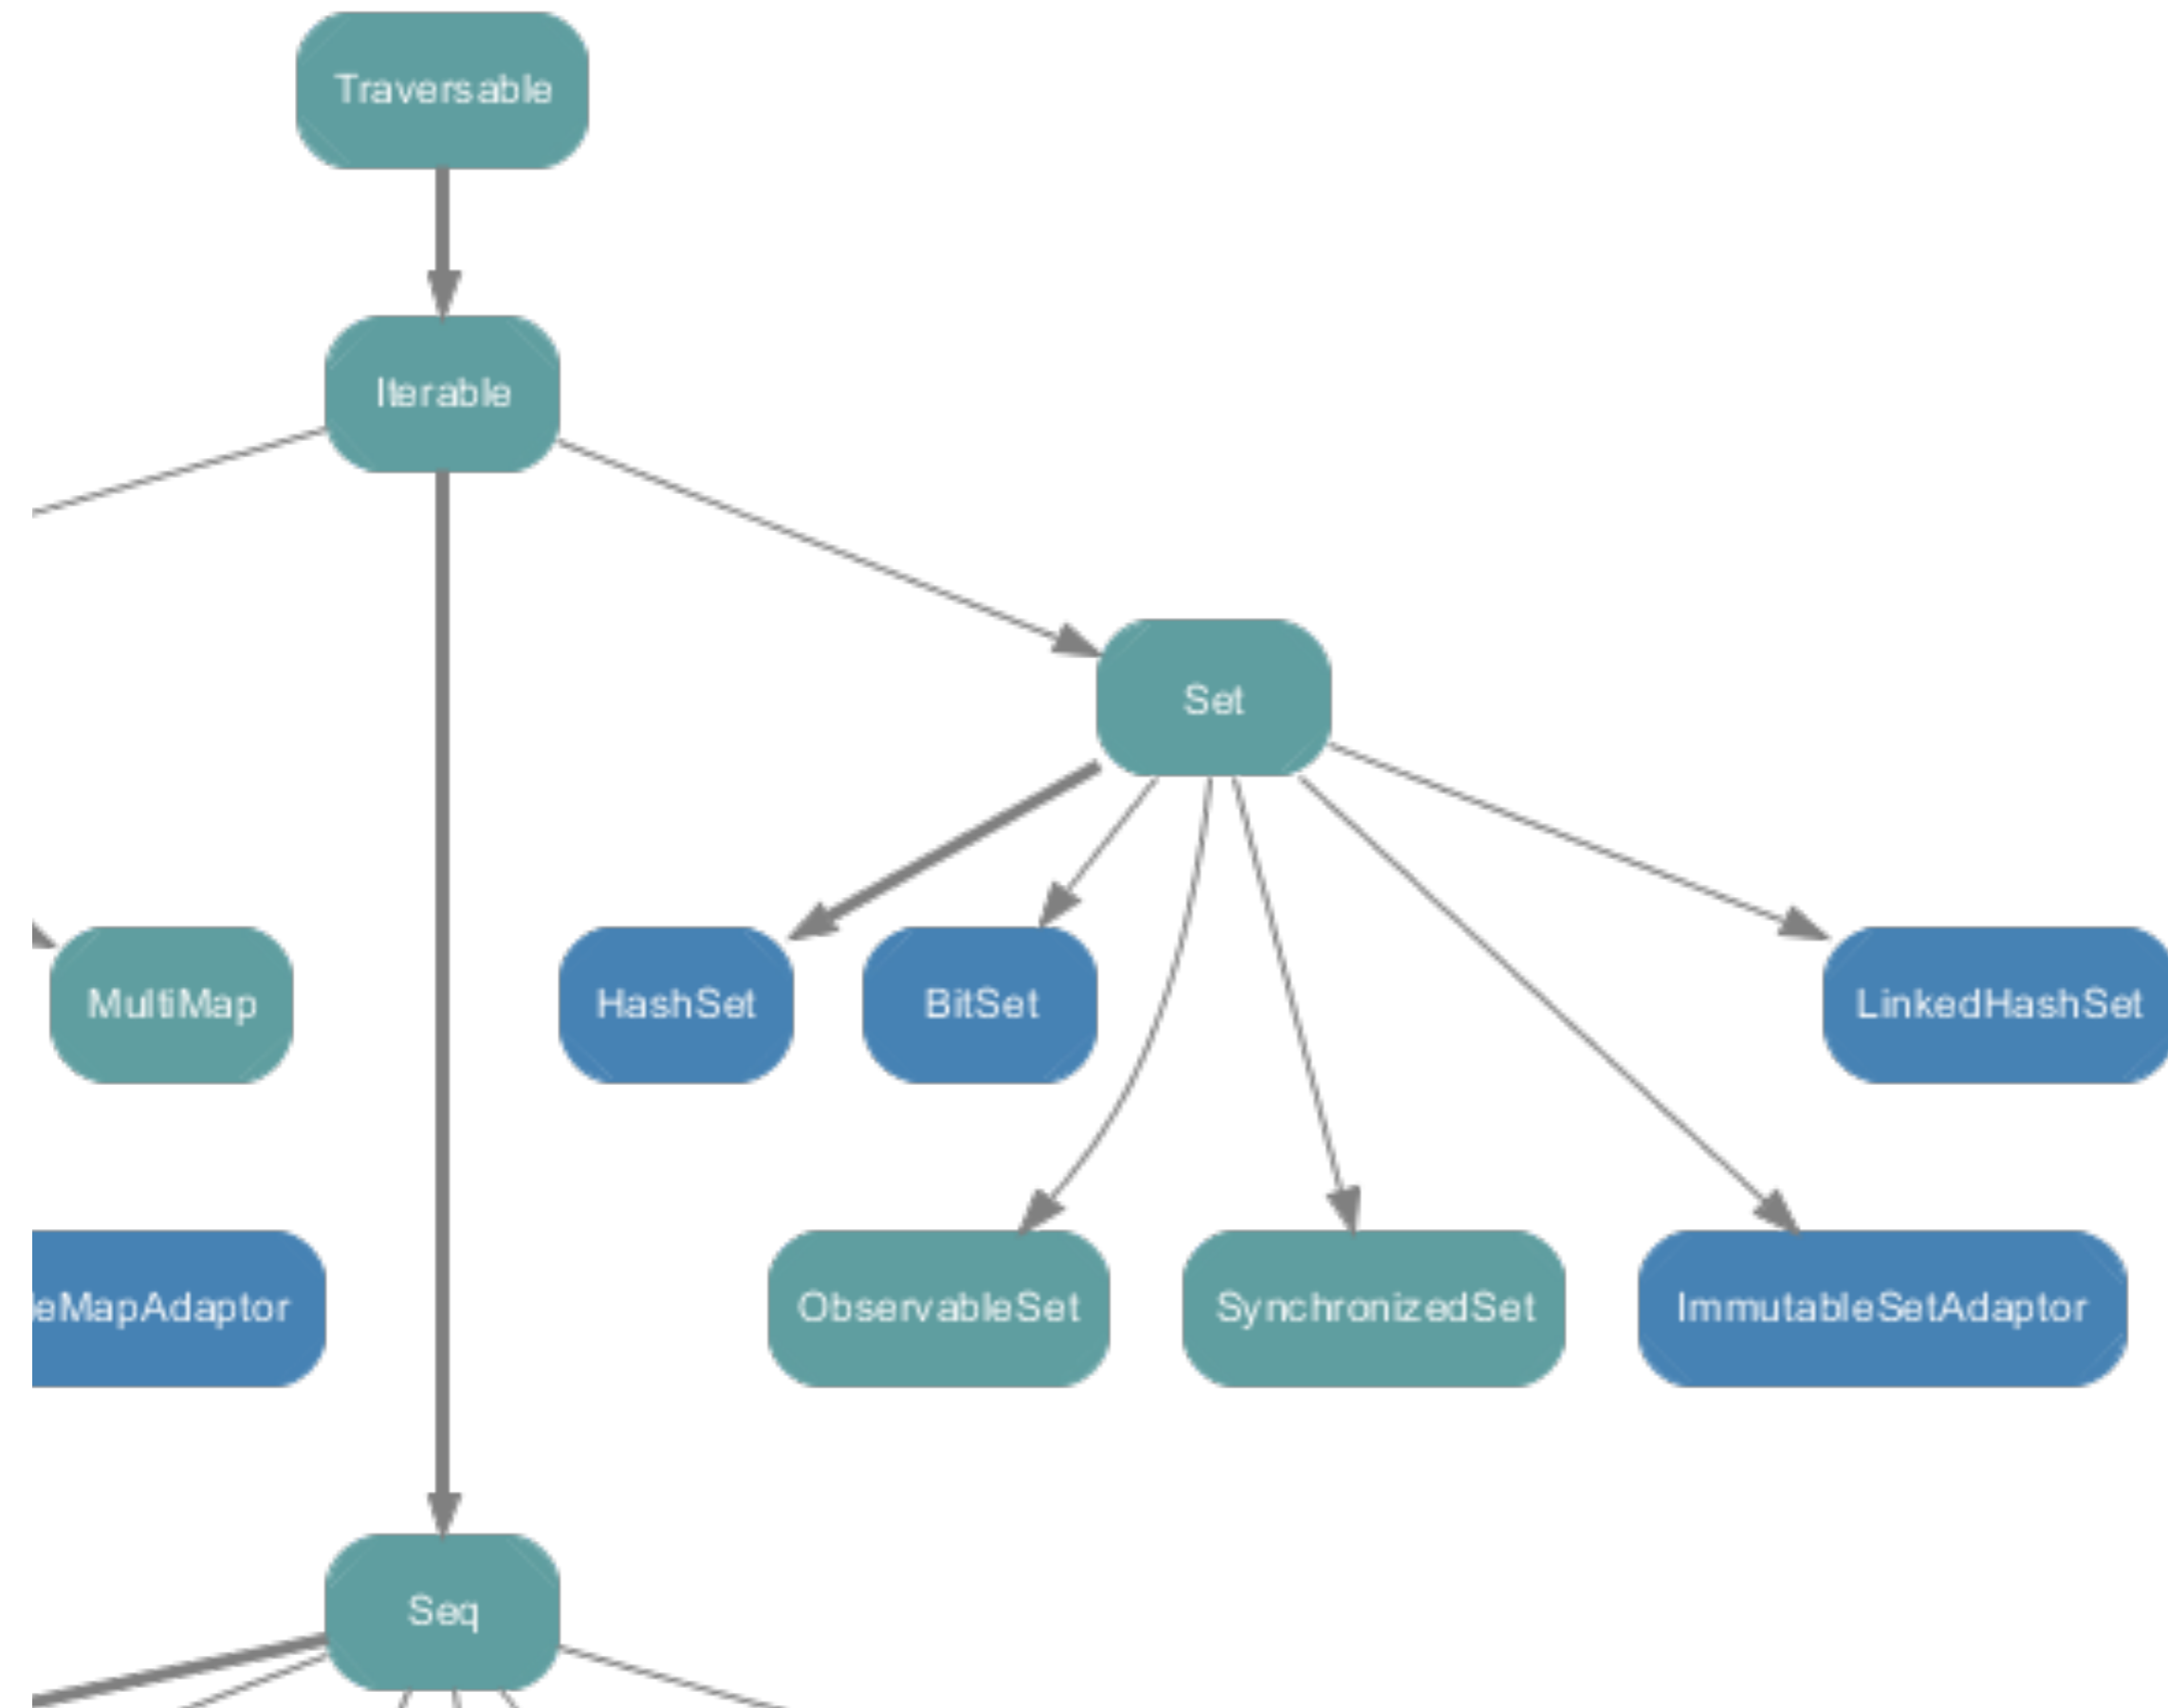 Traversable
Iterable
Set
MultiMap
HashSet
BitSet
LinkedHashSet
eMapAdaptor
ObservableSet
SynchronizedSet
ImmutableSetAdaptor
Seq